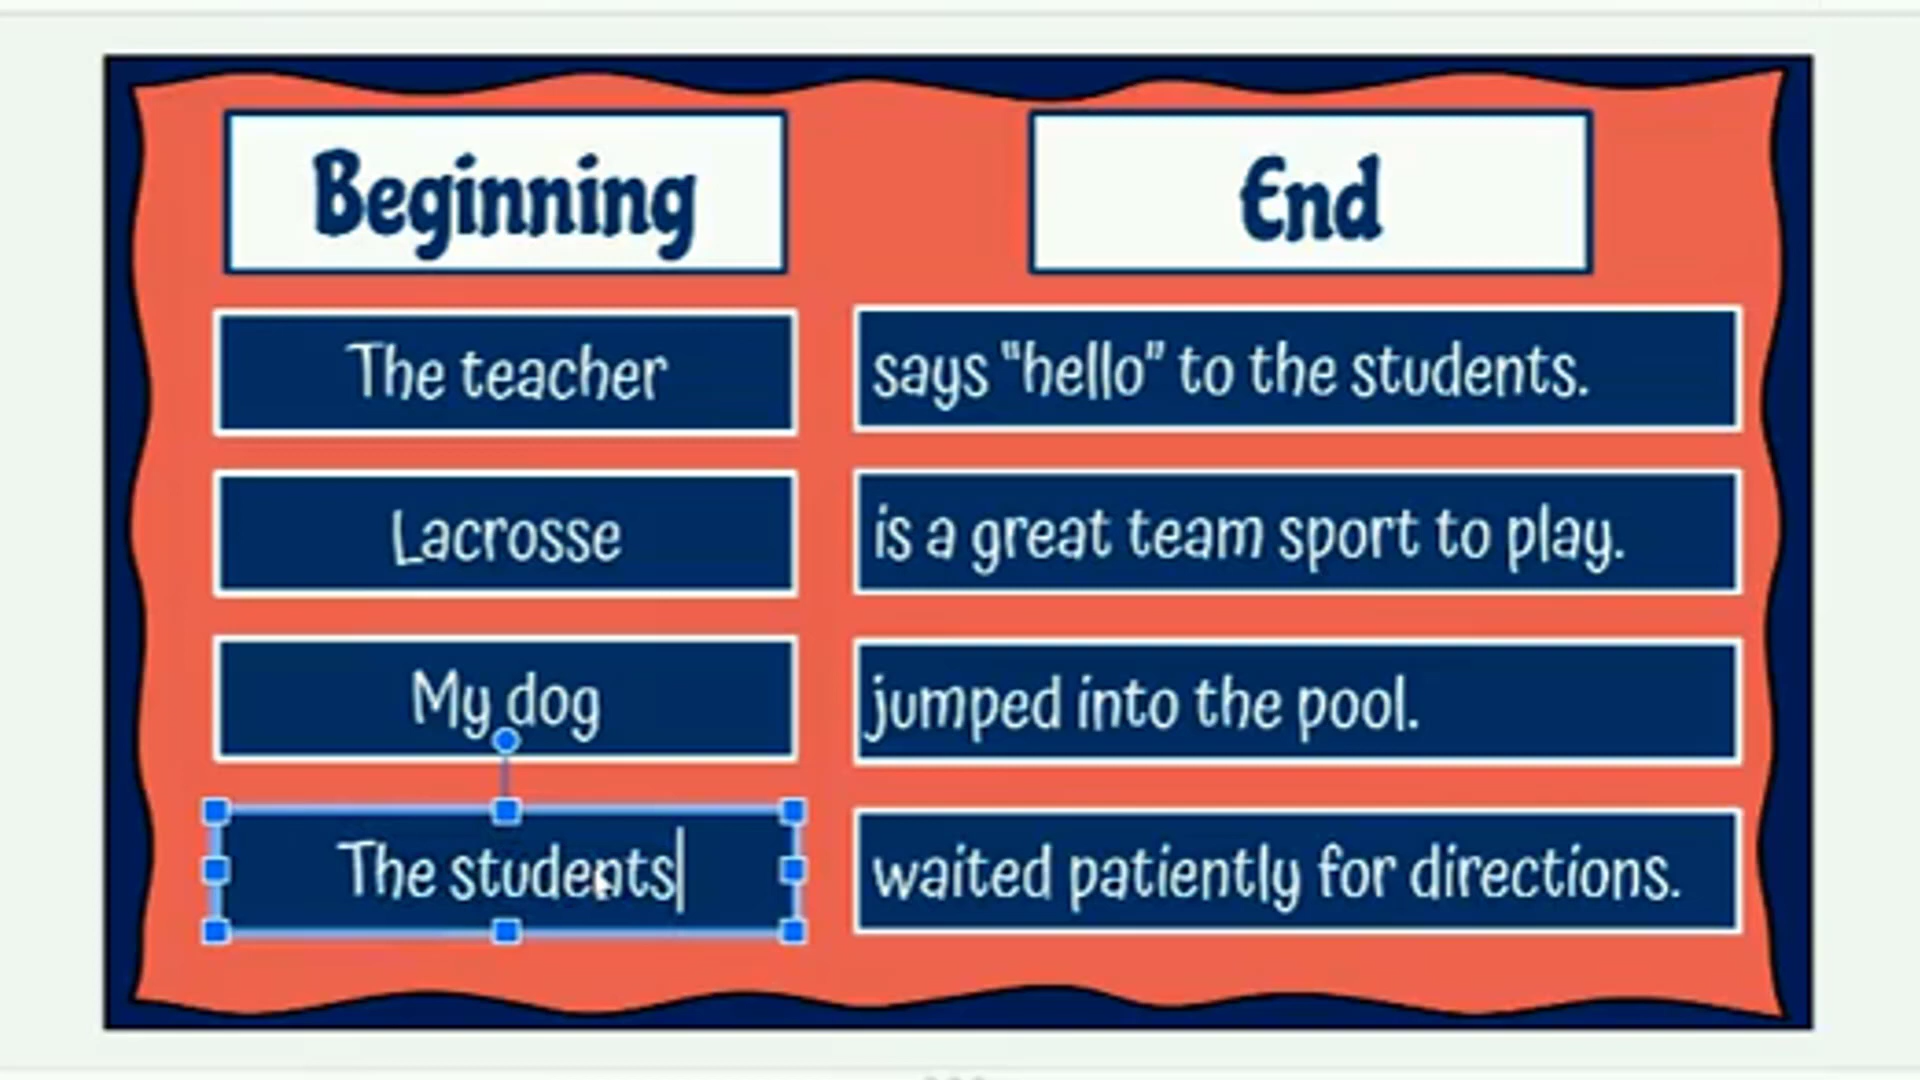 Beginning
End
The teacher
says “hello” to the students.
Lacrosse
is a great team sport to play.
My dog
jumped into the pool.
The students
waited patiently for directions.